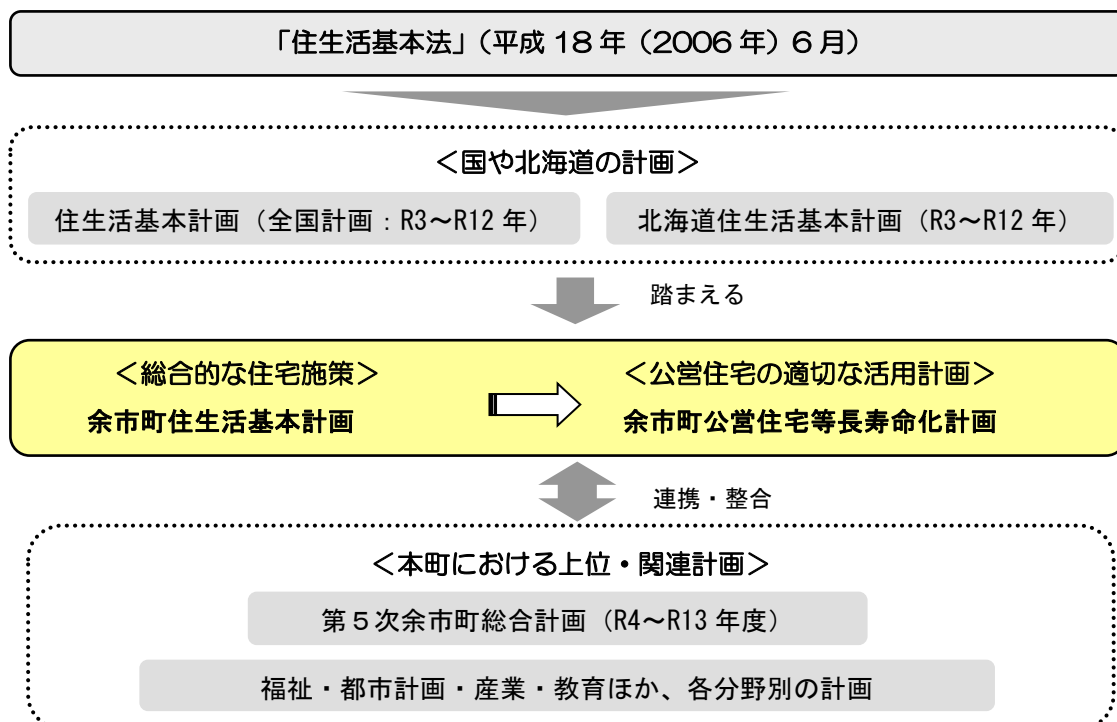 「住生活基本法」（平成 18 年（2006 年）6 月）
＜国や北海道の計画＞
住生活基本計画（全国計画：R3～R12 年）
北海道住生活基本計画（R3～R12 年）
踏まえる
＜総合的な住宅施策＞
余市町住生活基本計画
＜公営住宅の適切な活用計画＞
余市町公営住宅等長寿命化計画
連携・整合
＜本町における上位・関連計画＞
第５次余市町総合計画（R4～R13 年度）
福祉・都市計画・産業・教育ほか、各分野別の計画